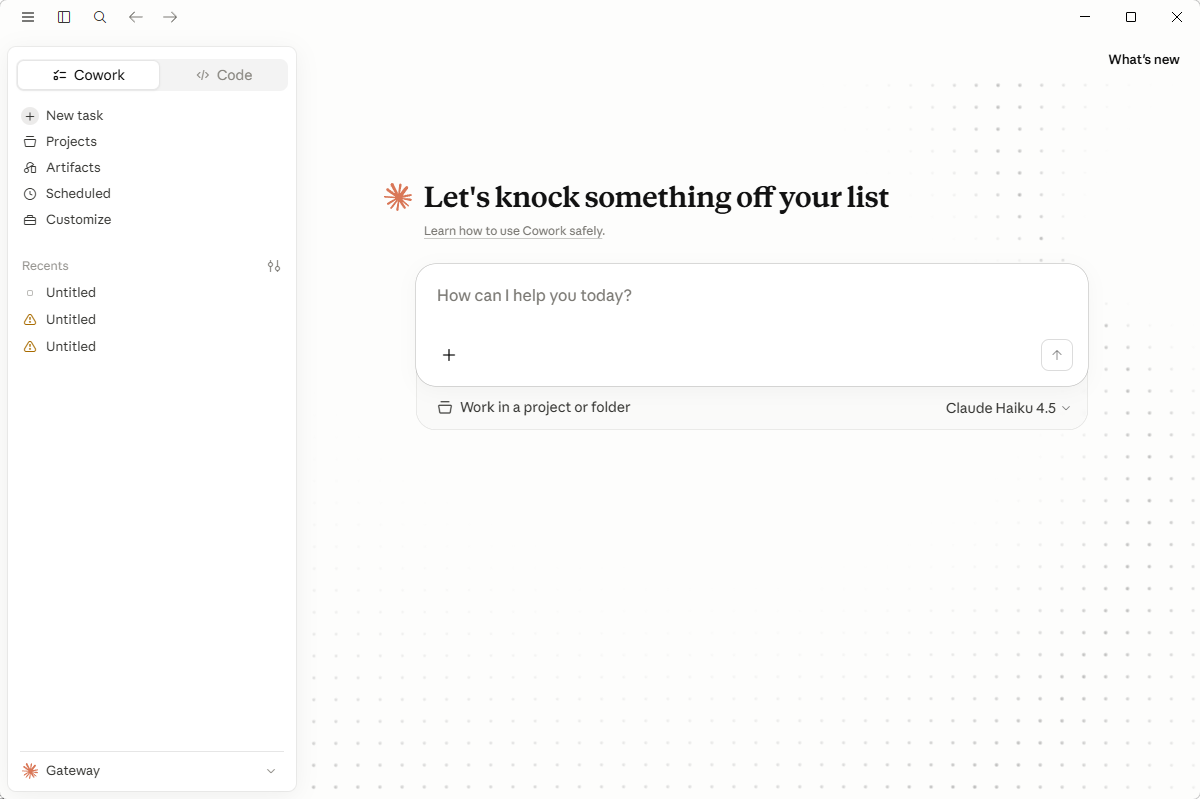 What's new
Cowork
Code
New task
Projects
Artifacts
Scheduled
Customize
Recents
Untitled
Untitled
Untitled
Gateway
Let's knock something off your list
Learn how to use Cowork safely.
How can I help you today?
Work in a project or folder
Claude Haiku 4.5